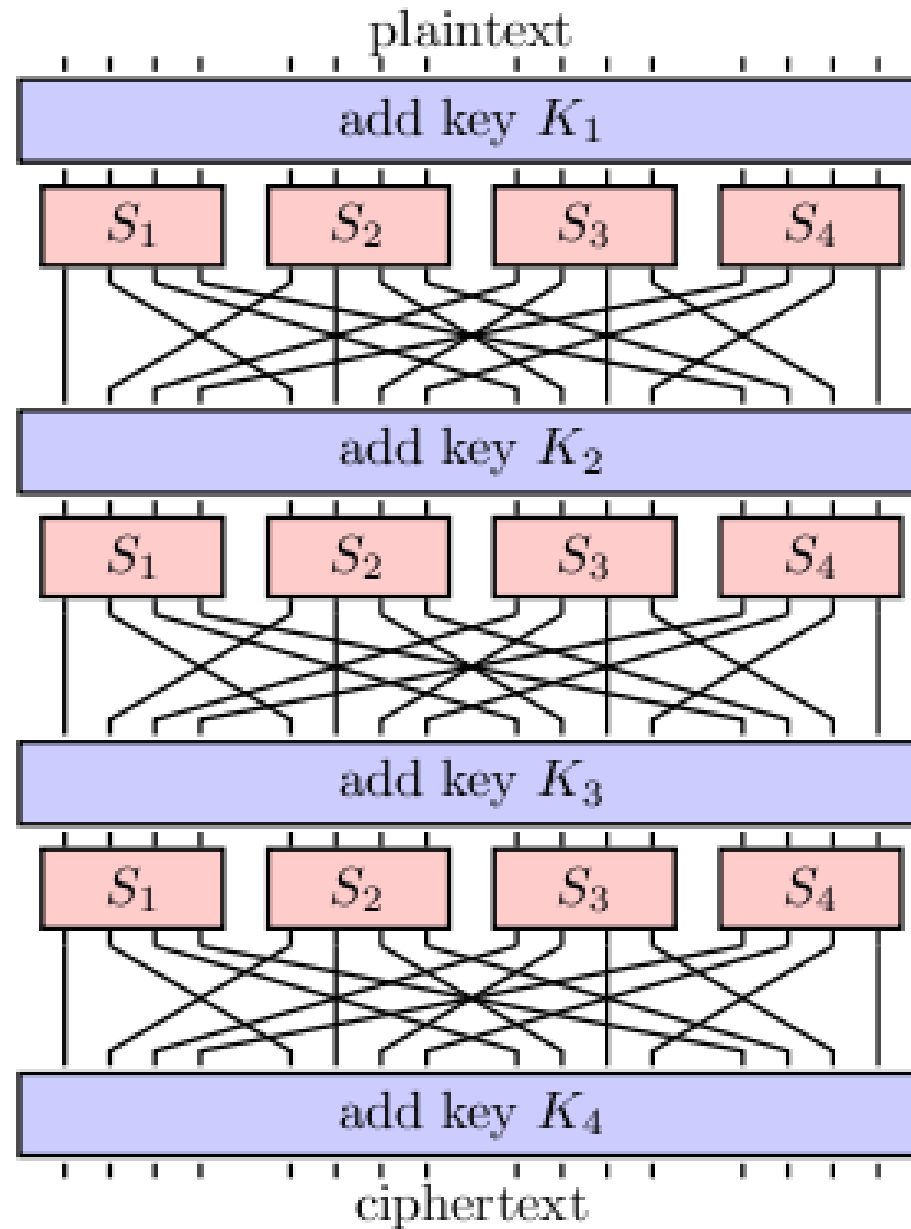 plaintext
add key K₁
S₁ S₂ S₃ S₄
add key K₂
S₁ S₂ S₃ S₄
add key K₃
S₁ S₂ S₃ S₄
add key K₄
ciphertext